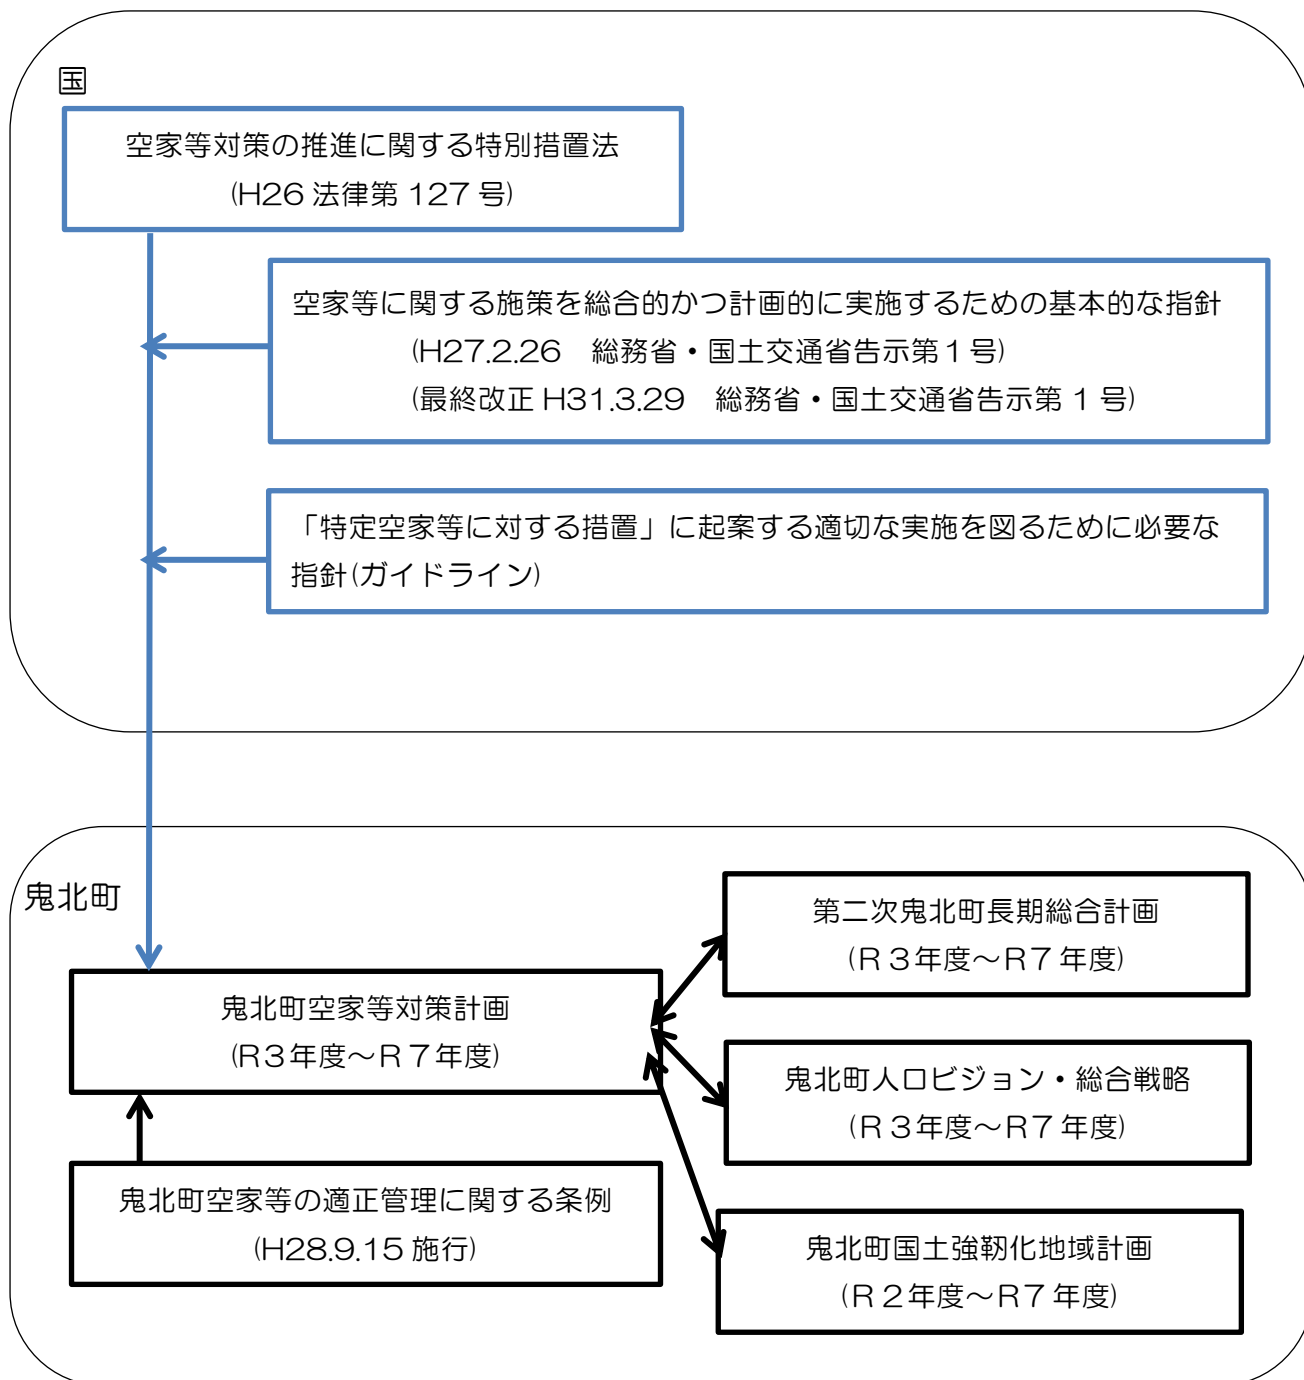 国
空家等対策の推進に関する特別措置法
(H26 法律第 127 号)
空家等に関する施策を総合的かつ計画的に実施するための基本的な指針
(H27.2.26　総務省・国土交通省告示第１号)
(最終改正 H31.3.29　総務省・国土交通省告示第 1 号)
「特定空家等に対する措置」に起案する適切な実施を図るために必要な
指針(ガイドライン)
鬼北町
第二次鬼北町長期総合計画
(Ｒ３年度～Ｒ７年度)
鬼北町空家等対策計画
(Ｒ３年度～Ｒ７年度)
鬼北町人口ビジョン・総合戦略
(Ｒ３年度～Ｒ７年度)
鬼北町空家等の適正管理に関する条例
(H28.9.15 施行)
鬼北町国土強靭化地域計画
(Ｒ２年度～Ｒ７年度)